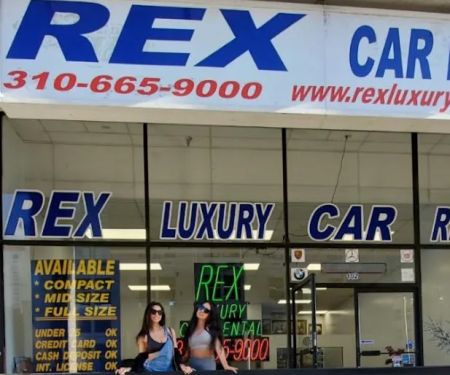 REX CAR
310-665-9000 www.rexluxury
REX LUXURY CAR R
AVAILABLE
* COMPACT
* MID SIZE
* FULL SIZE
UNDER 25 OK
CREDIT CARD OK
CASH DEPOSIT OK
INT. LICENSE OK
REX
LUXURY
RENTAL
9000
102